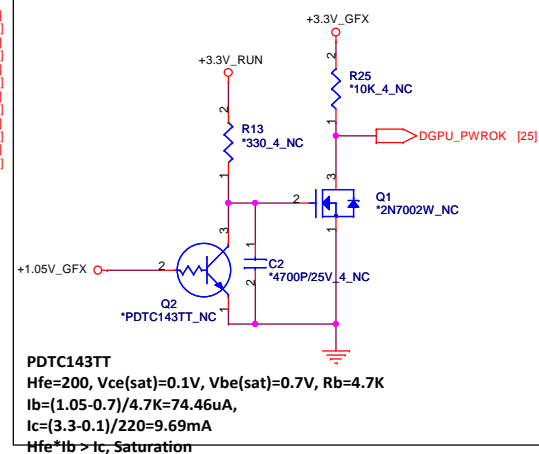 +3.3V_GFX
+3.3V_RUN
2
R25
*10K_4_NC
1
DGPU_PWROK [25]
2
R13
*330_4_NC
1
3
2
Q1
*2N7002W_NC
1
3
+1.05V_GFX
2
1
C2
*4700P/25V_4_NC
2
Q2
*PDTC143TT_NC
1
PDTC143TT
Hfe=200, Vce(sat)=0.1V, Vbe(sat)=0.7V, Rb=4.7K
Ib=(1.05-0.7)/4.7K=74.46uA,
Ic=(3.3-0.1)/220=9.69mA
Hfe*Ib > Ic, Saturation